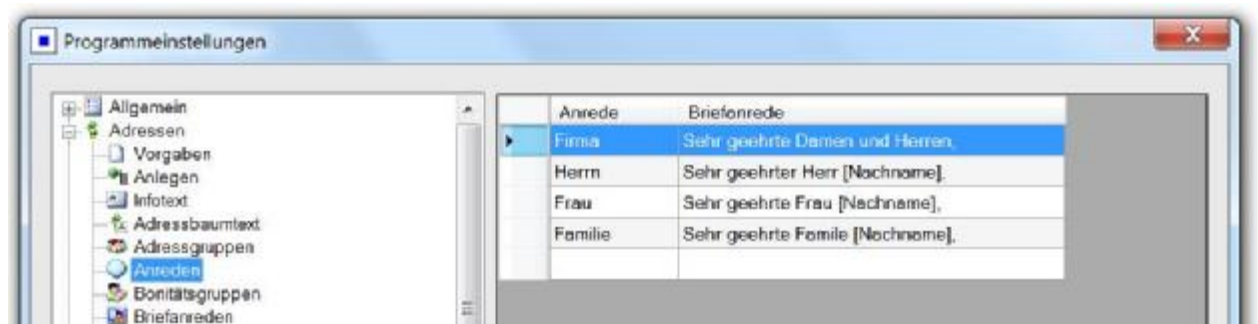 Programmeinstellungen
X
Allgemein
Adressen
Vorgaben
Anlegen
Infotext
Adressbaumtext
Adressgruppen
Anreden
Bonitätsgruppen
Briefanreden
Anrede Briefanrede
Firma Sehr geehrte Damen und Herren,
Herrn Sehr geehrter Herr [Nachname],
Frau Sehr geehrte Frau [Nachname],
Familie Sehr geehrte Famile [Nachname],